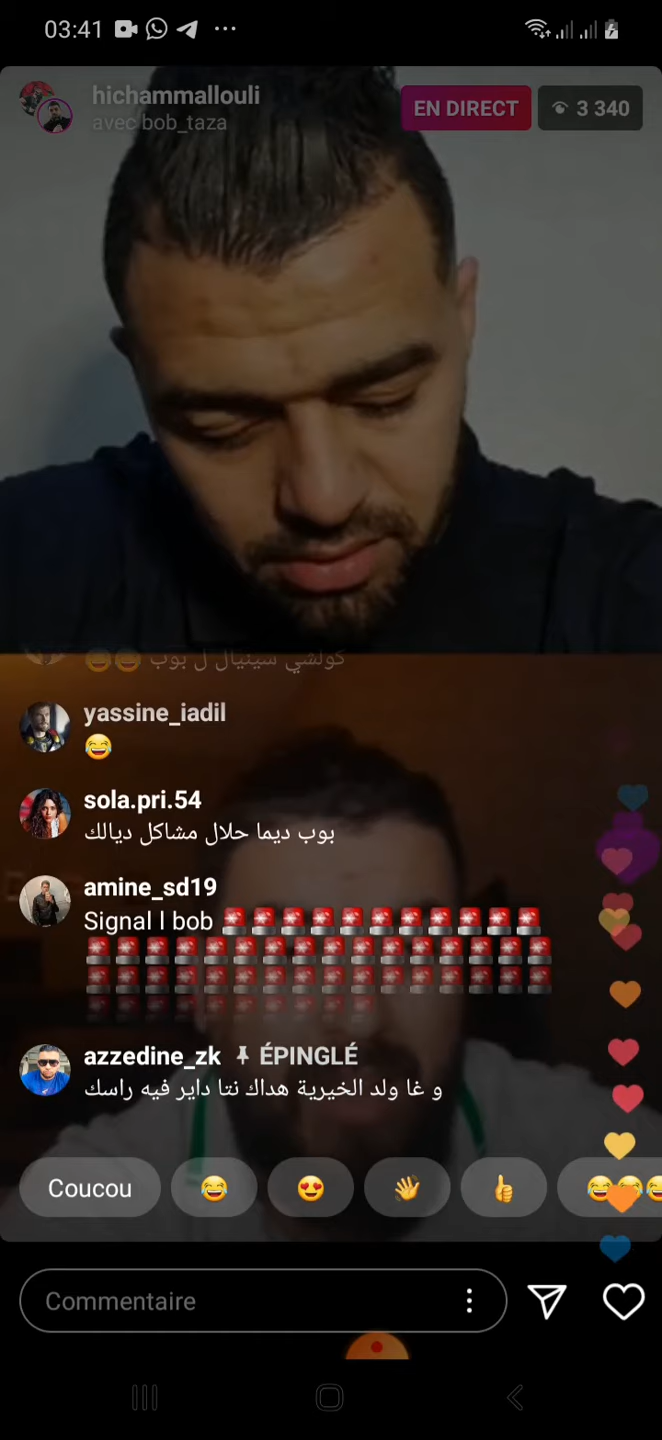 03:41
hichammallouli
avec bob_taza
EN DIRECT
3 340
كولشي سينيال ل بوب 😂😂
yassine_iadil
😂
sola.pri.54
بوب ديما حلال مشاكل ديالك
amine_sd19
Signal l bob 🚨🚨🚨🚨🚨🚨🚨🚨🚨🚨🚨
🚨🚨🚨🚨🚨🚨🚨🚨🚨🚨🚨🚨🚨🚨🚨🚨
🚨🚨🚨🚨🚨🚨🚨🚨🚨🚨🚨🚨🚨🚨🚨🚨
🚨🚨🚨🚨🚨🚨🚨🚨🚨🚨
azzedine_zk 📌 ÉPINGLÉ
و غا ولد الخيرية هداك نتا داير فيه راسك
Coucou 😂 😍 👋 👍 😂😂😂
Commentaire